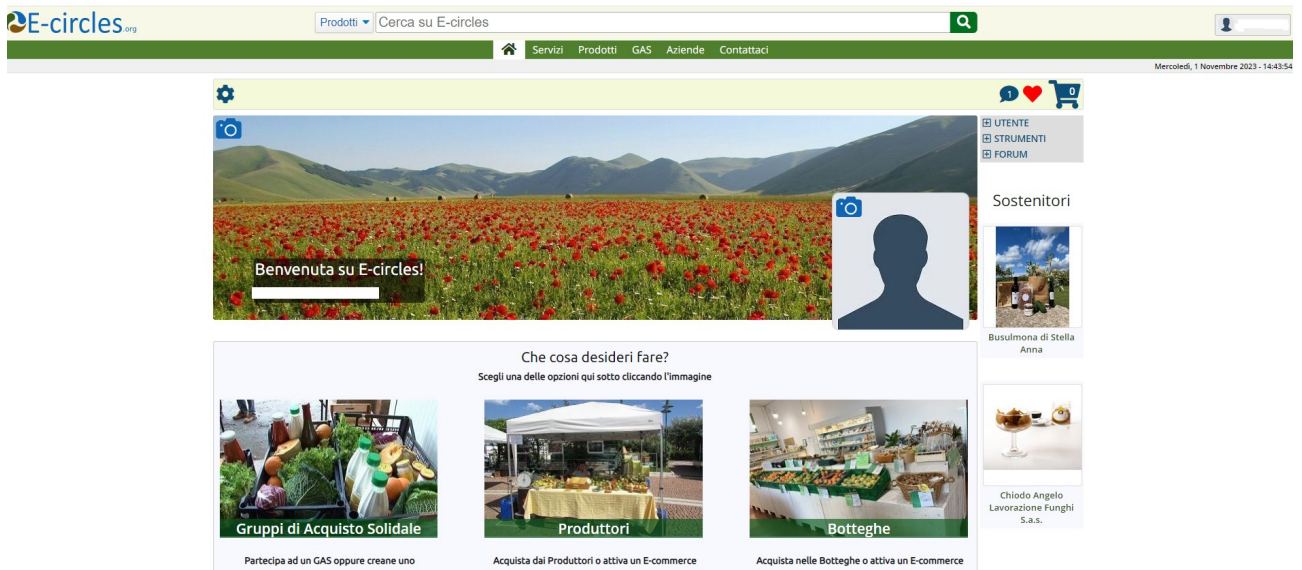 E-circles.org
Prodotti
Cerca su E-circles
Servizi Prodotti GAS Aziende Contattaci
Mercoledì, 1 Novembre 2023 - 14:43:54
1
0
UTENTE
STRUMENTI
FORUM
Benvenuta su E-circles!
Sostenitori
Busulmona di Stella
Anna
Che cosa desideri fare?
Scegli una delle opzioni qui sotto cliccando l'immagine
Gruppi di Acquisto Solidale
Produttori
Botteghe
Chiodo Angelo
Lavorazione Funghi
S.a.s.
Partecipa ad un GAS oppure creane uno
Acquista dai Produttori o attiva un E-commerce
Acquista nelle Botteghe o attiva un E-commerce